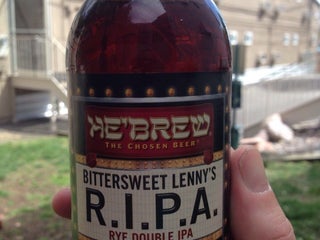 HE'BREW.
THE CHOSEN BEER
BITTERSWEET LENNY'S
R.I.P.A.
RYE DOUBLE IPA